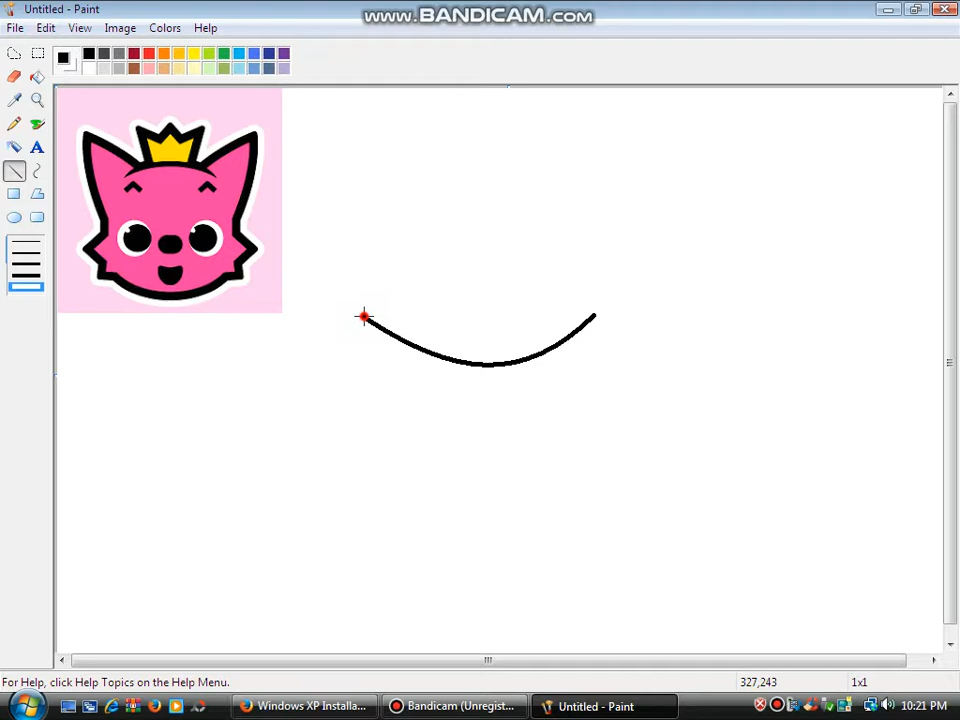 Untitled - Paint
www.BANDICAM.com
File Edit View Image Colors Help
For Help, click Help Topics on the Help Menu.
327,243
1x1
Windows XP Installa...
Bandicam (Unregist...
Untitled - Paint
10:21 PM